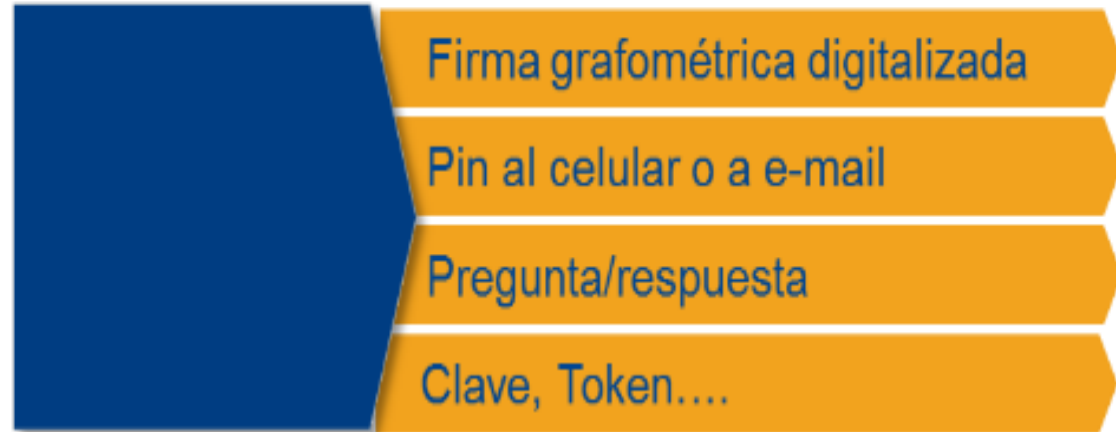 Firma grafométrica digitalizada
Pin al celular o a e-mail
Pregunta/respuesta
Clave, Token....